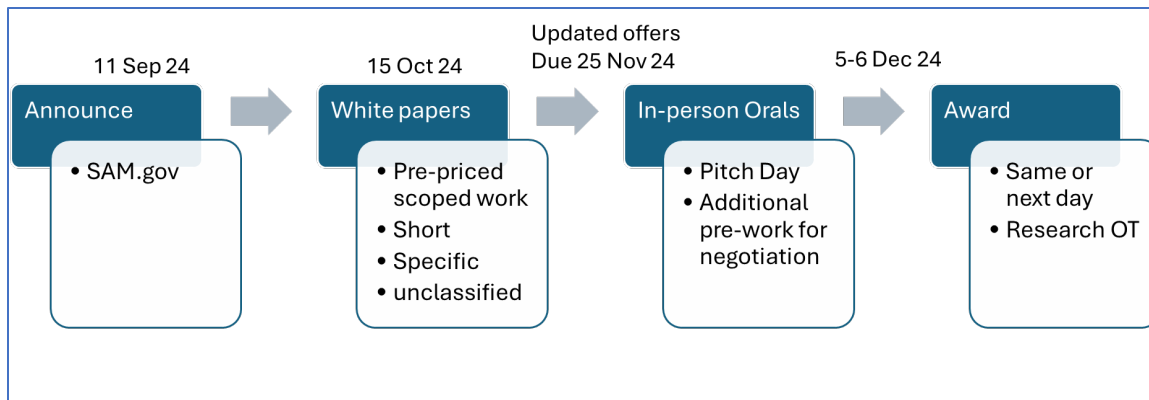 11 Sep 24
Announce
• SAM.gov
15 Oct 24
White papers
• Pre-priced
scoped work
• Short
• Specific
• unclassified
Updated offers
Due 25 Nov 24
In-person Orals
• Pitch Day
• Additional
pre-work for
negotiation
5-6 Dec 24
Award
• Same or
next day
• Research OT